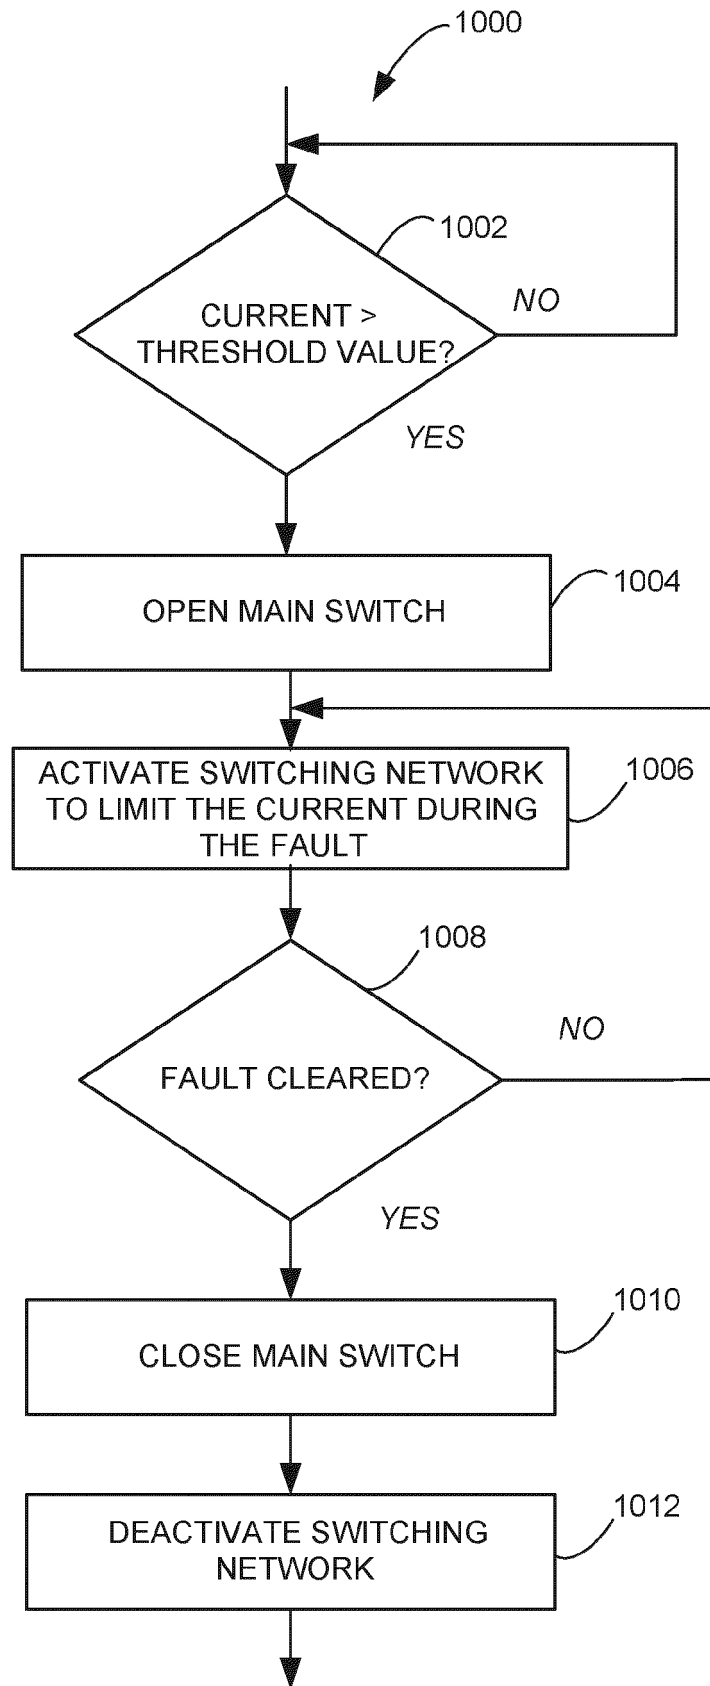 1000
1002
CURRENT >
THRESHOLD VALUE?
NO
YES
OPEN MAIN SWITCH
1004
ACTIVATE SWITCHING NETWORK
TO LIMIT THE CURRENT DURING
THE FAULT
1006
1008
FAULT CLEARED?
NO
YES
CLOSE MAIN SWITCH
1010
DEACTIVATE SWITCHING
NETWORK
1012